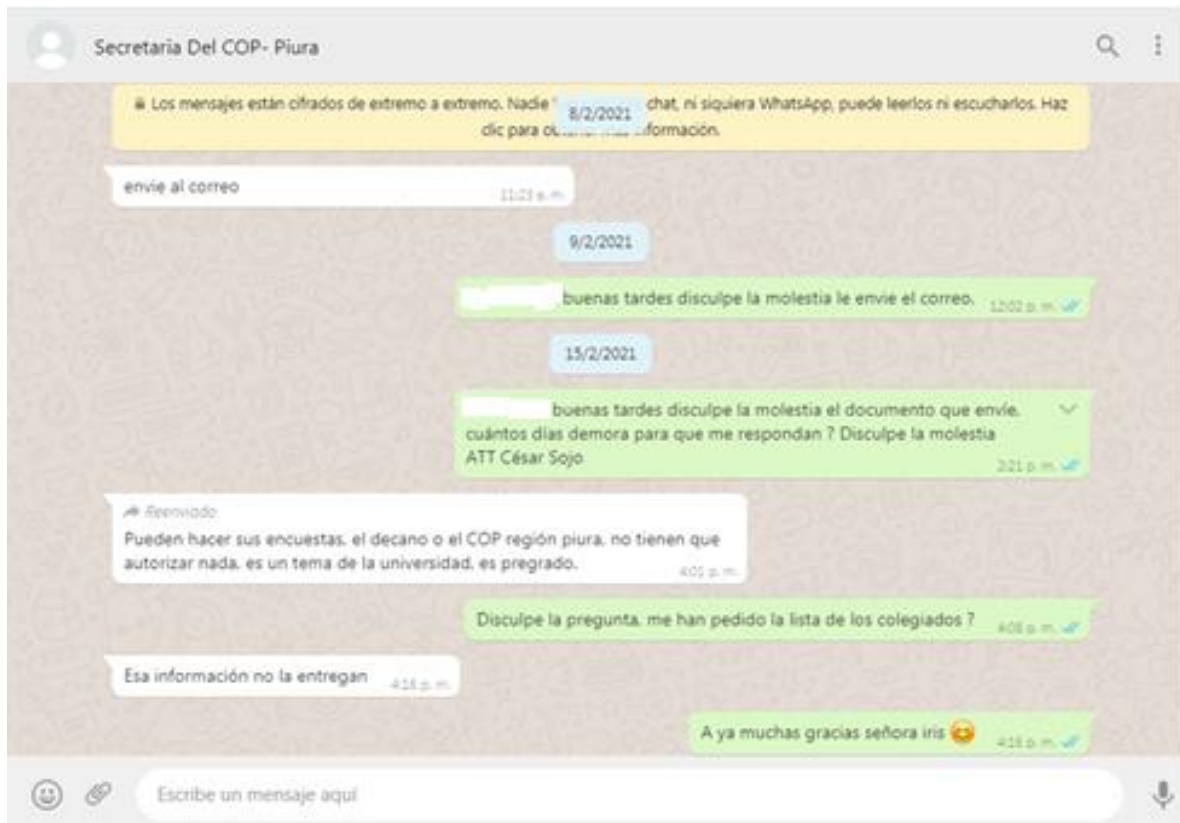 Secretaria Del COP- Piura
Los mensajes están cifrados de extremo a extremo. Nadie chat, ni siquiera WhatsApp, puede leerlos ni escucharlos. Haz
8/2/2021
clic para información.
envie al correo
11:03 p. m.
9/2/2021
buenas tardes disculpe la molestia le envie el correo.
12:02 p. m.
15/2/2021
buenas tardes disculpe la molestia el documento que envíe.
cuántos días demora para que me respondan ? Disculpe la molestia
ATT César Sojo
2:21 p. m.
Reenviado
Pueden hacer sus encuestas. el decano o el COP región piura. no tienen que
autorizar nada. es un tema de la universidad. es pregrado.
4:01 p. m.
Disculpe la pregunta. me han pedido la lista de los colegiados ?
4:08 p. m.
Esa información no la entregan
4:16 p. m.
A ya muchas gracias señora iris
4:16 p. m.
Escribe un mensaje aquí